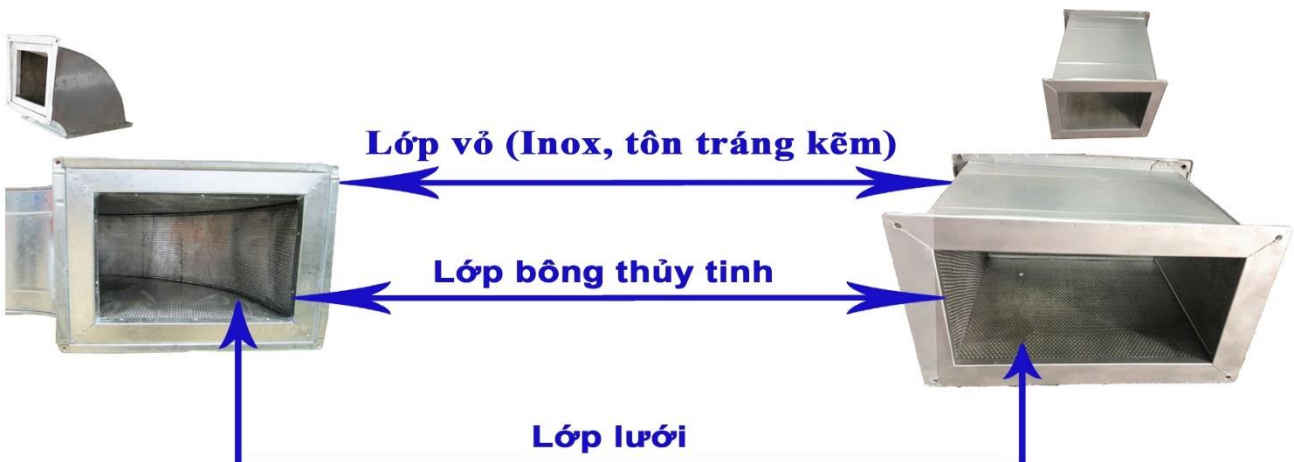 Lớp vỏ (Inox, tôn tráng kẽm)
Lớp bông thủy tinh
Lớp lưới